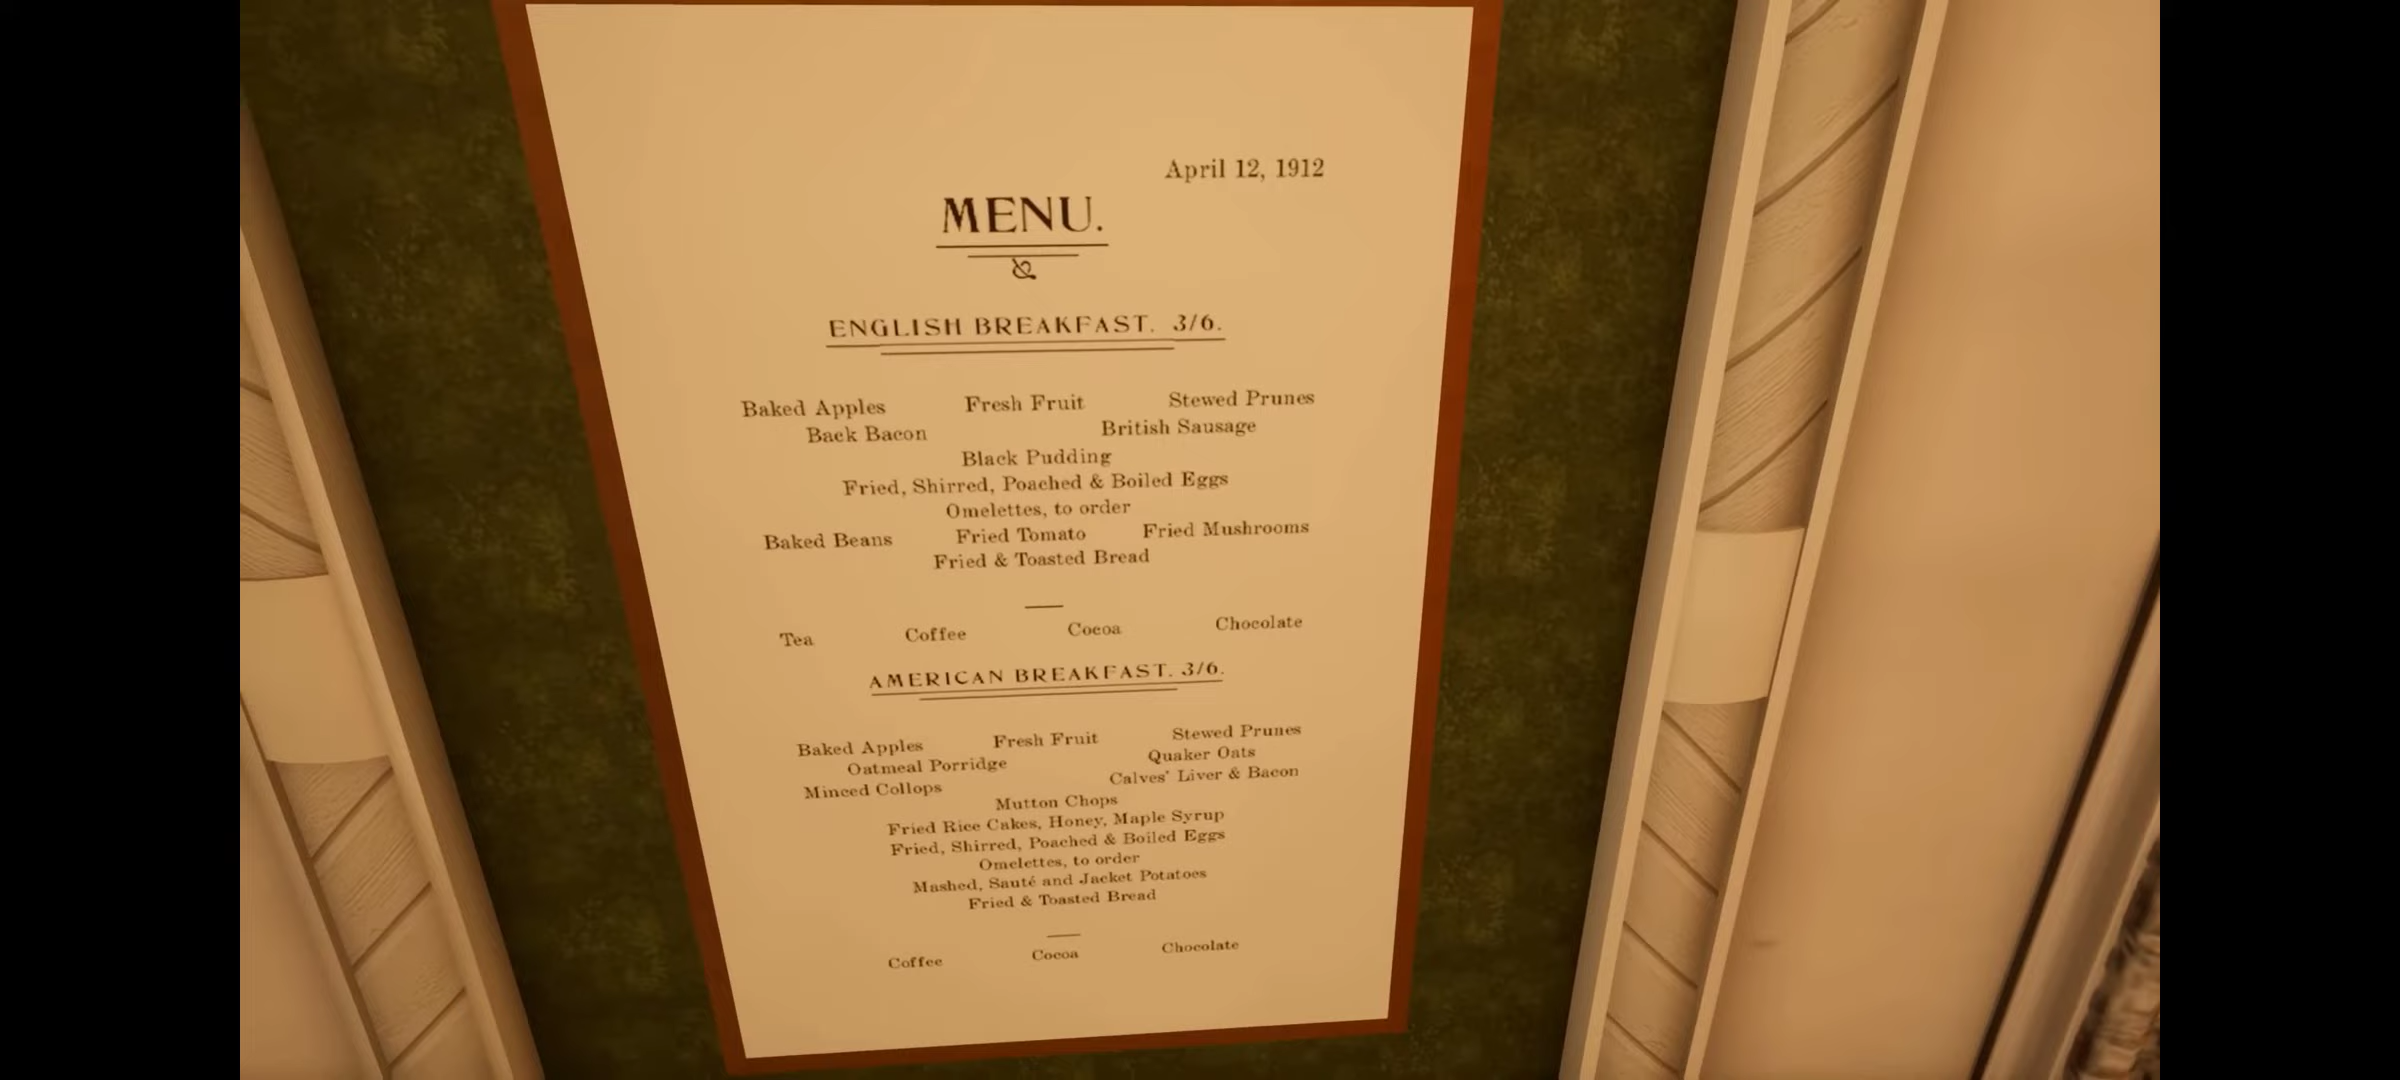 April 12, 1912
MENU.
ENGLISH BREAKFAST. 3/6.
Baked Apples Fresh Fruit Stewed Prunes
Back Bacon British Sausage
Black Pudding
Fried, Shirred, Poached & Boiled Eggs
Omelettes, to order
Baked Beans Fried Tomato Fried Mushrooms
Fried & Toasted Bread
Tea Coffee Cocoa Chocolate
AMERICAN BREAKFAST. 3/6.
Baked Apples Fresh Fruit Stewed Prunes
Oatmeal Porridge Quaker Oats
Minced Collops Calves' Liver & Bacon
Mutton Chops
Fried Rice Cakes, Honey, Maple Syrup
Fried, Shirred, Poached & Boiled Eggs
Omelettes, to order
Mashed, Sauté and Jacket Potatoes
Fried & Toasted Bread
Coffee Cocoa Chocolate